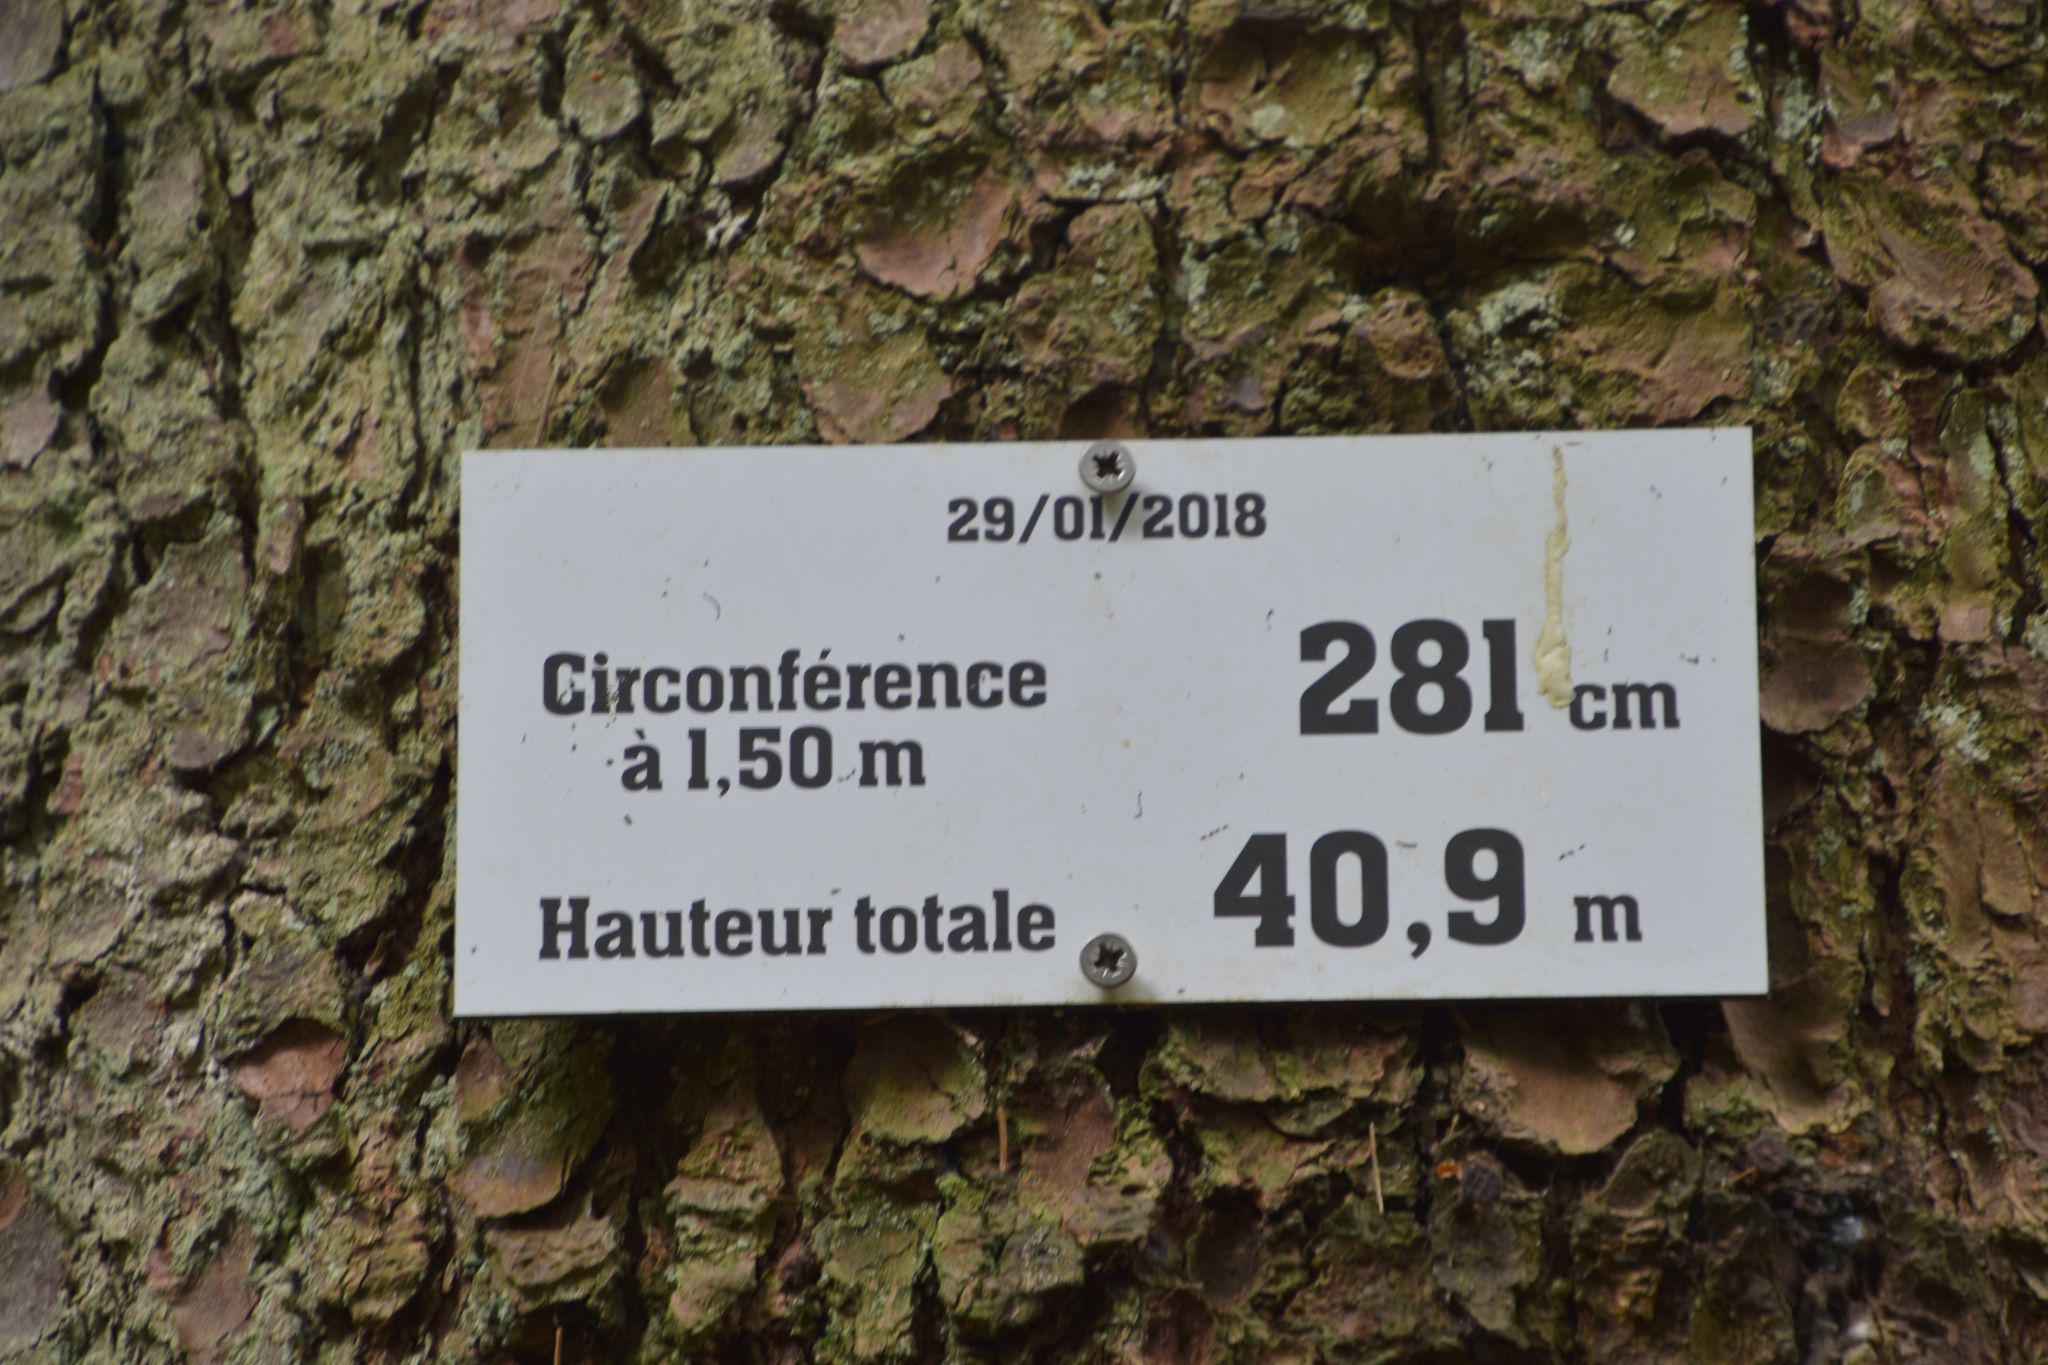 29/01/2018
Circonférence 281 cm
à 1,50 m
Hauteur totale 40,9 m